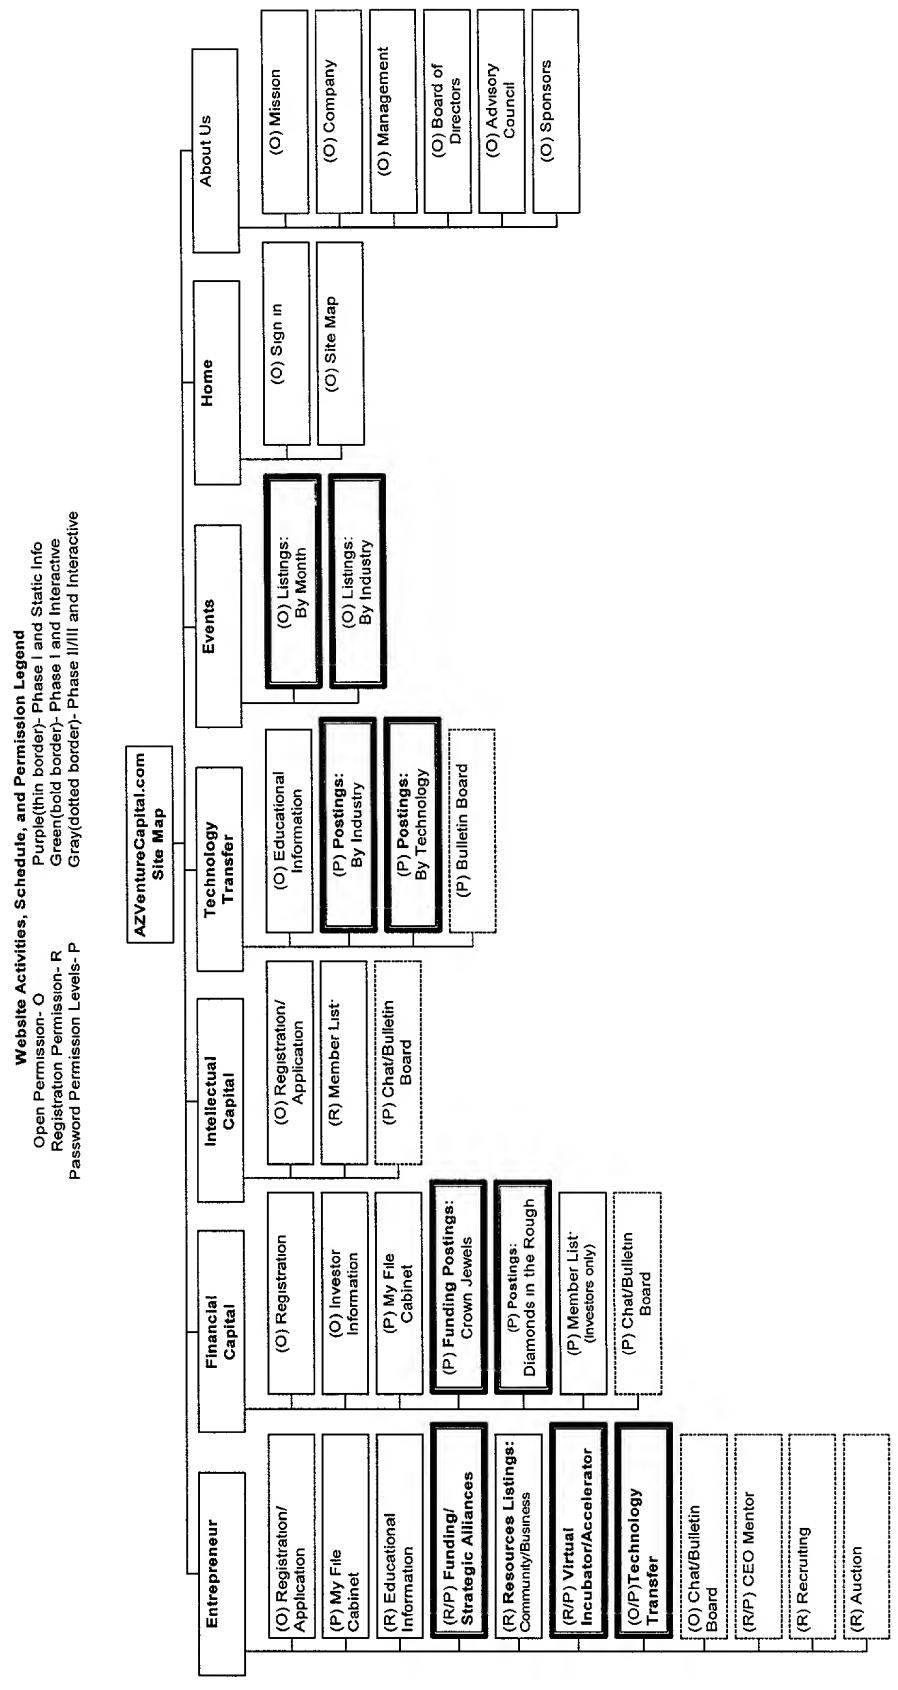 Website Activities, Schedule, and Permission Legend
Open Permission- O
Registration Permission- R
Password Permission Levels- P
Purple(thin border)- Phase I and Static Info
Green(bold border)- Phase I and Interactive
Gray(dotted border)- Phase II/III and Interactive
AZVentureCapital.com
Site Map
Entrepreneur
(O) Registration/
Application
(P) My File
Cabinet
(R) Educational
Information
(R/P) Funding/
Strategic Alliances
(R) Resources Listings:
Community/Business
(R/P) Virtual
Incubator/Accelerator
(O/P)Technology
Transfer
(O) Chat/Bulletin
Board
(R/P) CEO Mentor
(R) Recruiting
(R) Auction
Financial
Capital
(O) Registration
(O) Investor
Information
(P) My File
Cabinet
(P) Funding Postings:
Crown Jewels
(P) Postings:
Diamonds in the Rough
(P) Member List·
(Investors only)
(P) Chat/Bulletin
Board
Intellectual
Capital
(O) Registration/
Application
(R) Member List·
(P) Chat/Bulletin
Board
Technology
Transfer
(O) Educational
Information
(P) Postings:
By Industry
(P) Postings:
By Technology
(P) Bulletin Board
Events
(O) Listings:
By Month
(O) Listings:
By Industry
Home
(O) Sign in
(O) Site Map
About Us
(O) Mission
(O) Company
(O) Management
(O) Board of
Directors
(O) Advisory
Council
(O) Sponsors